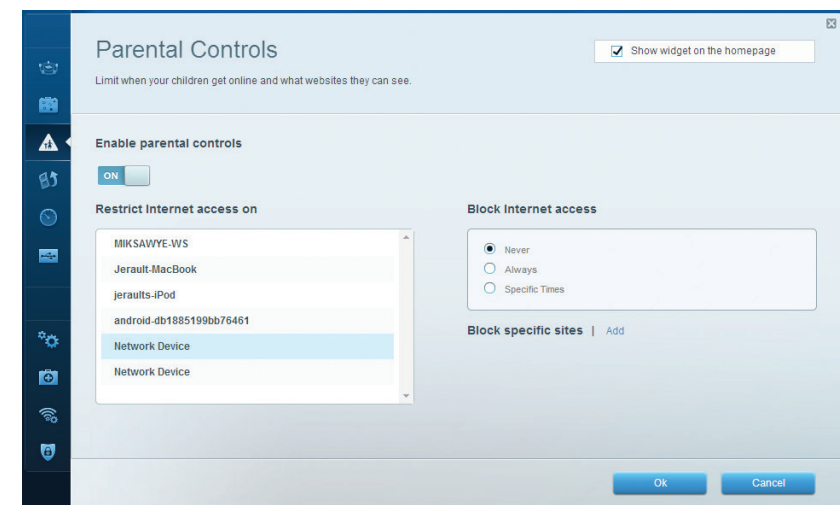 Parental Controls
Show widget on the homepage
Limit when your children get online and what websites they can see.
Enable parental controls
ON
Restrict Internet access on
Block Internet access
MIKSAWYE-WS
Jerault-MacBook
jeraults-iPod
android-db1885199bb76461
Network Device
Network Device
Never
Always
Specific Times
Block specific sites | Add
Ok
Cancel